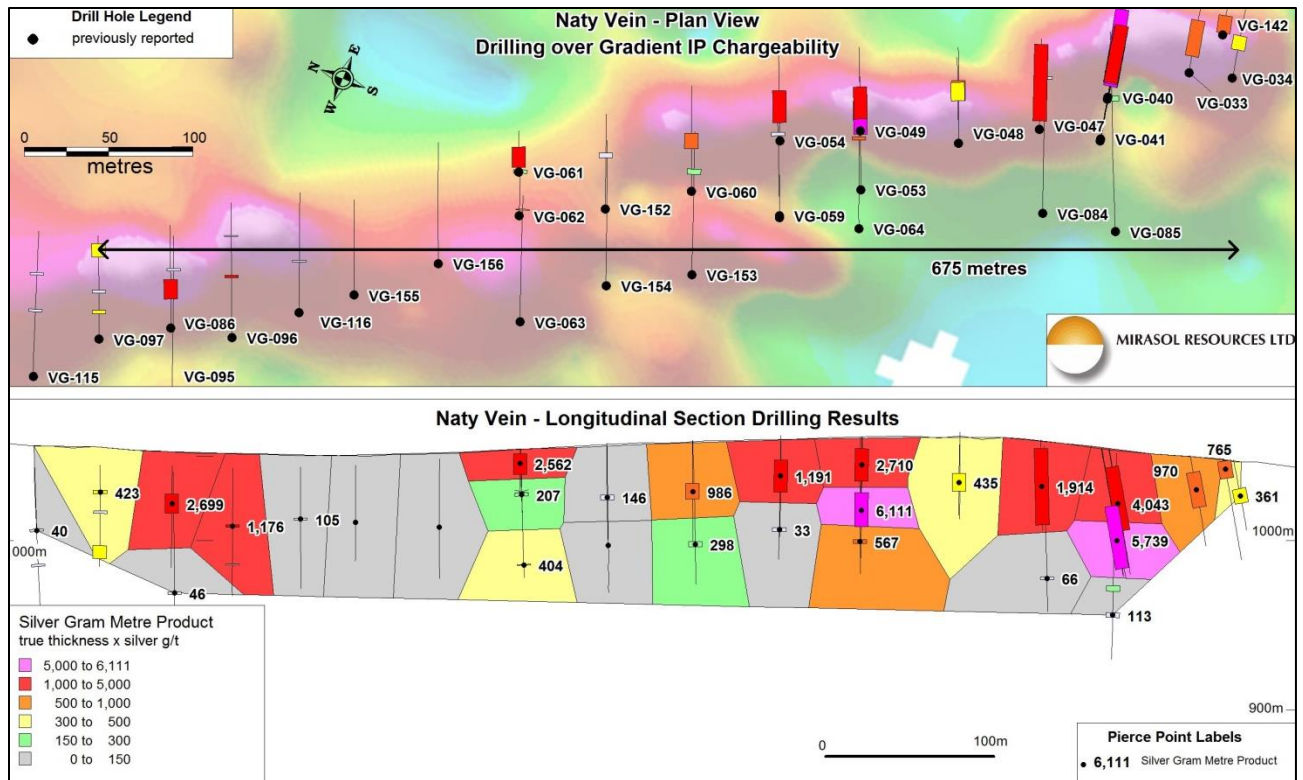 Drill Hole Legend
previously reported
Naty Vein - Plan View
Drilling over Gradient IP Chargeability
N
E
S
W
0 100
metres
VG-142
VG-034
VG-033
VG-040
VG-041
VG-047
VG-048
VG-049
VG-054
VG-053
VG-060
VG-061
VG-062
VG-152
VG-059
VG-064
VG-084
VG-085
675 metres
VG-156
VG-153
VG-154
VG-155
VG-063
VG-116
VG-096
VG-086
VG-097
VG-095
VG-115
MIRASOL RESOURCES LTD
Naty Vein - Longitudinal Section Drilling Results
40
423
2,699
46
1,176
105
2,562
207
404
146
986
298
1,191
33
2,710
6,111
567
435
1,914
66
4,043
5,739
113
970
765
361
000m
1000m
900m
Silver Gram Metre Product
true thickness x silver g/t
5,000 to 6,111
1,000 to 5,000
500 to 1,000
300 to 500
150 to 300
0 to 150
0 100m
Pierce Point Labels
6,111 Silver Gram Metre Product